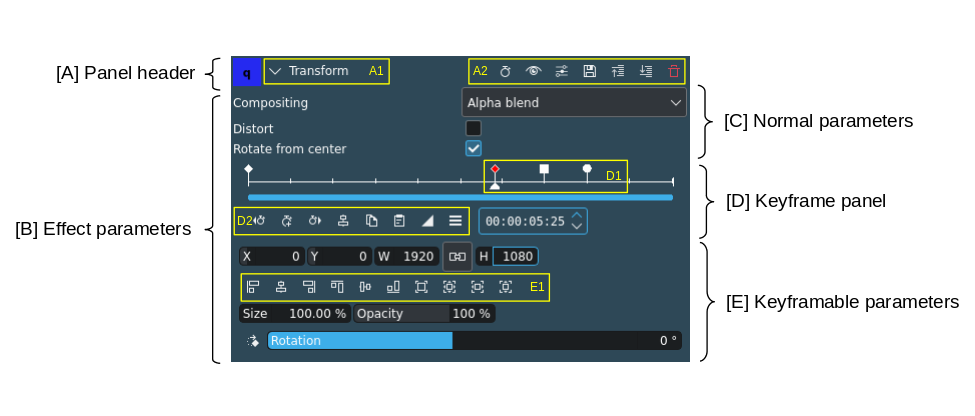 [A] Panel header
q Transform A1 A2
Compositing Alpha blend
Distort
Rotate from center
[C] Normal parameters
D1
[D] Keyframe panel
[B] Effect parameters
D2 00:00:05:25
X 0 Y 0 W 1920 H 1080
E1
[E] Keyframable parameters
Size 100.00 % Opacity 100 %
Rotation 0 °